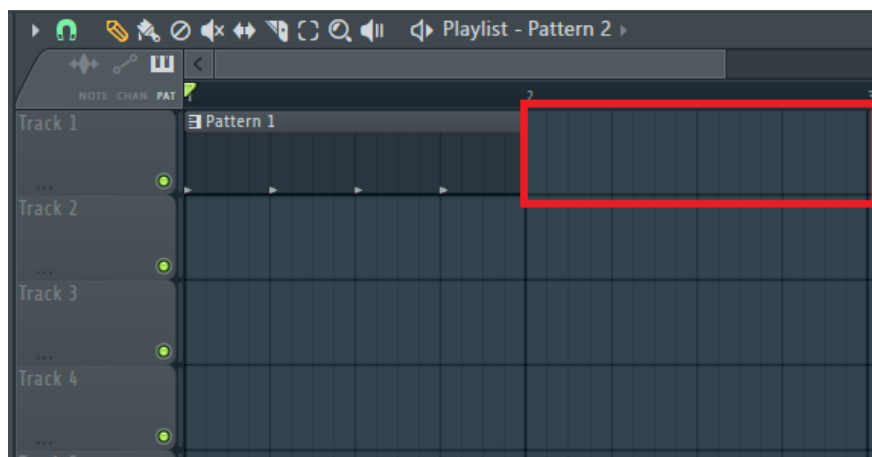 Playlist - Pattern 2
NOTE CHAN PAT
2
3
Track 1
Pattern 1
Track 2
Track 3
Track 4